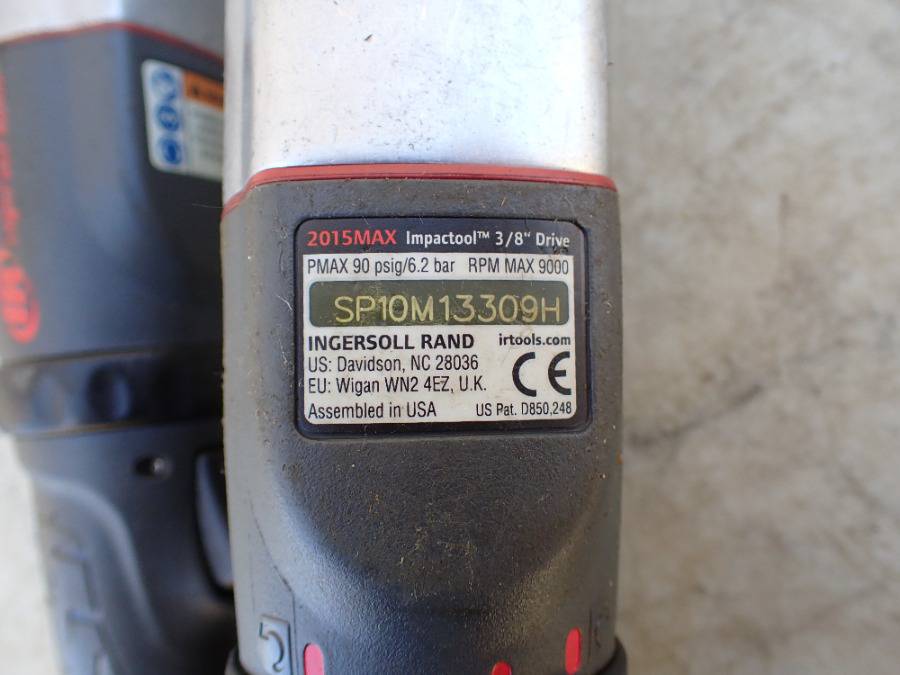 2015MAX Impactool™ 3/8" Drive
PMAX 90 psig/6.2 bar RPM MAX 9000
SP10M13309H
INGERSOLL RAND irtools.com
US: Davidson, NC 28036
EU: Wigan WN2 4EZ, U.K.
CE
Assembled in USA US Pat. D850,248